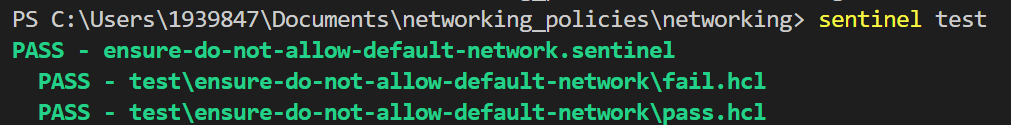 PS C:\Users\1939847\Documents\networking_policies\networking> sentinel test
PASS - ensure-do-not-allow-default-network.sentinel
PASS - test\ensure-do-not-allow-default-network\fail.hcl
PASS - test\ensure-do-not-allow-default-network\pass.hcl